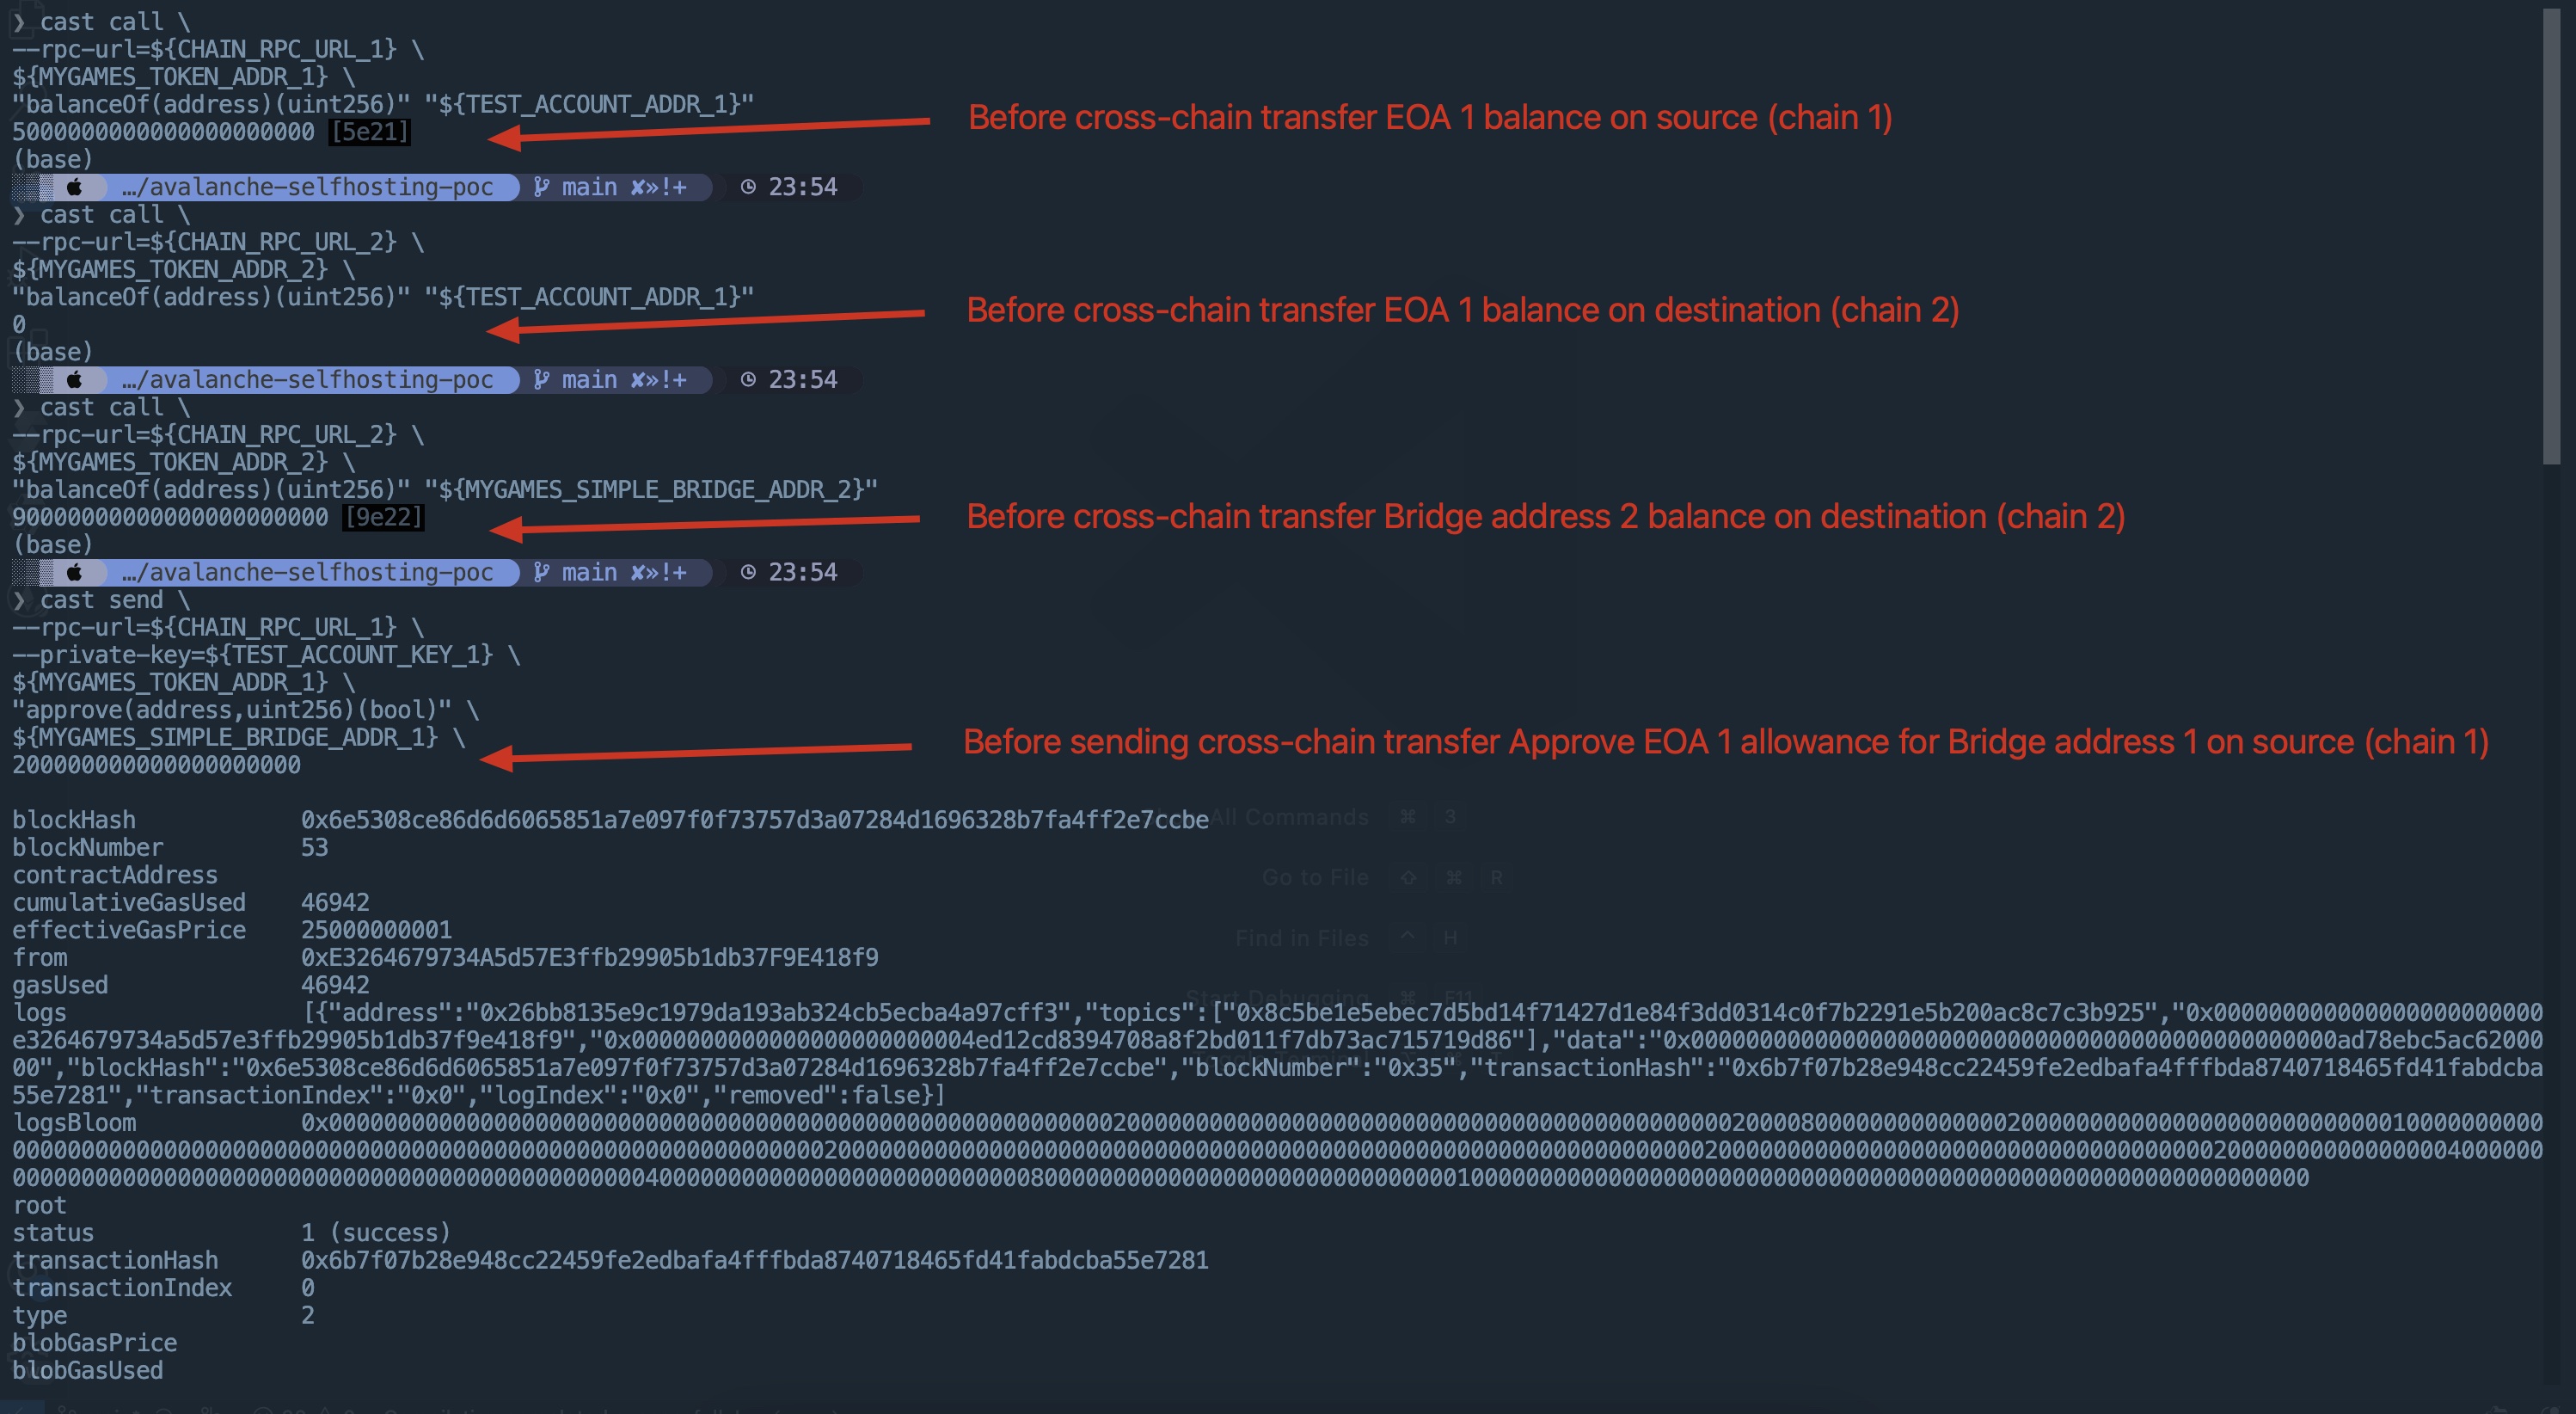 ❯ cast call \
--rpc-url=${CHAIN_RPC_URL_1} \
${MYGAMES_TOKEN_ADDR_1} \
"balanceOf(address)(uint256)" "${TEST_ACCOUNT_ADDR_1}"
Before cross-chain transfer EOA 1 balance on source (chain 1)
5000000000000000000000 [5e21]
(base)
…/avalanche-selfhosting-poc main ✘»!+ 23:54
❯ cast call \
--rpc-url=${CHAIN_RPC_URL_2} \
${MYGAMES_TOKEN_ADDR_2} \
"balanceOf(address)(uint256)" "${TEST_ACCOUNT_ADDR_1}"
Before cross-chain transfer EOA 1 balance on destination (chain 2)
0
(base)
…/avalanche-selfhosting-poc main ✘»!+ 23:54
❯ cast call \
--rpc-url=${CHAIN_RPC_URL_2} \
${MYGAMES_TOKEN_ADDR_2} \
"balanceOf(address)(uint256)" "${MYGAMES_SIMPLE_BRIDGE_ADDR_2}"
90000000000000000000000 [9e22]
Before cross-chain transfer Bridge address 2 balance on destination (chain 2)
(base)
…/avalanche-selfhosting-poc main ✘»!+ 23:54
❯ cast send \
--rpc-url=${CHAIN_RPC_URL_1} \
--private-key=${TEST_ACCOUNT_KEY_1} \
${MYGAMES_TOKEN_ADDR_1} \
"approve(address,uint256)(bool)" \
${MYGAMES_SIMPLE_BRIDGE_ADDR_1} \
Before sending cross-chain transfer Approve EOA 1 allowance for Bridge address 1 on source (chain 1)
200000000000000000000
blockHash 0x6e5308ce86d6d6065851a7e097f0f73757d3a07284d1696328b7fa4ff2e7ccbe
All Commands ⌘ 3
blockNumber 53
contractAddress
Go to File ⇧ ⌘ R
cumulativeGasUsed 46942
effectiveGasPrice 25000000001
Find in Files ^ H
from 0xE3264679734A5d57E3ffb29905b1db37F9E418f9
gasUsed 46942
Start Debugging ⌘ F11
logs [{"address":"0x26bb8135e9c1979da193ab324cb5ecba4a97cff3","topics":["0x8c5be1e5ebec7d5bd14f71427d1e84f3dd0314c0f7b2291e5b200ac8c7c3b925","0x000000000000000000000000
e3264679734a5d57e3ffb29905b1db37f9e418f9","0x0000000000000000000000004ed12cd8394708a8f2bd011f7db73ac715719d86"],"data":"0x00000000000000000000000000000000000000000000000ad78ebc5ac62000
00","blockHash":"0x6e5308ce86d6d6065851a7e097f0f73757d3a07284d1696328b7fa4ff2e7ccbe","blockNumber":"0x35","transactionHash":"0x6b7f07b28e948cc22459fe2edbafa4fffbda8740718465fd41fabdcba
55e7281","transactionIndex":"0x0","logIndex":"0x0","removed":false}]
logsBloom 0x00000000000000000000000000000000000000000000000000000000020000000000000000000000000000000000000000000020000800000000000000200000000000000000000000000010000000000
0000000000000000000000000000000000000000000000000000000000020000000000000000000000000000000000000000000000000000000000000002000000000000000000000000000000000000200000000000000004000000
00000000000000000000000000000000000000000000004000000000000000000000000000800000000000000000000000000000010000000000000000000000000000000000000000000000000000000000000
root
status 1 (success)
transactionHash 0x6b7f07b28e948cc22459fe2edbafa4fffbda8740718465fd41fabdcba55e7281
transactionIndex 0
type 2
blobGasPrice
blobGasUsed